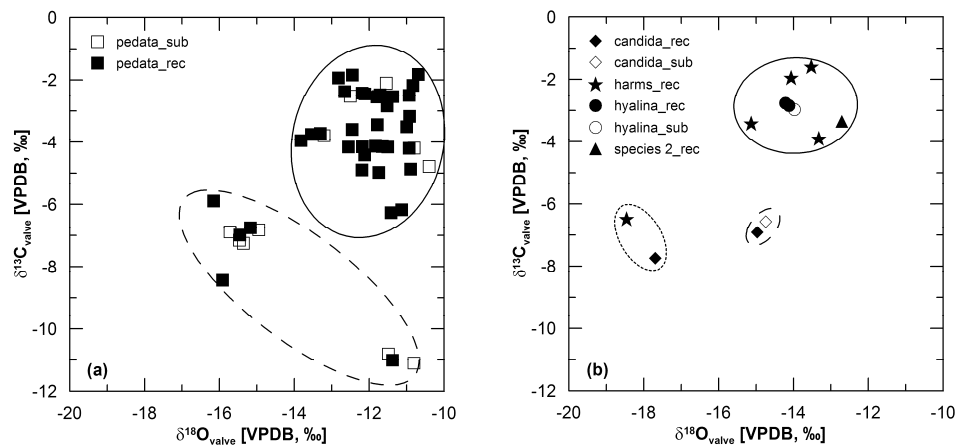 0
-2
-4
-6
-8
-10
-12
-20 -18 -16 -14 -12 -10
δ13Cvalve [VPDB, ‰]
δ18Ovalve [VPDB, ‰]
pedata_sub
pedata_rec
(a)
0
-2
-4
-6
-8
-10
-12
-20 -18 -16 -14 -12 -10
δ13Cvalve [VPDB, ‰]
δ18Ovalve [VPDB, ‰]
candida_rec
candida_sub
harms_rec
hyalina_rec
hyalina_sub
species 2_rec
(b)